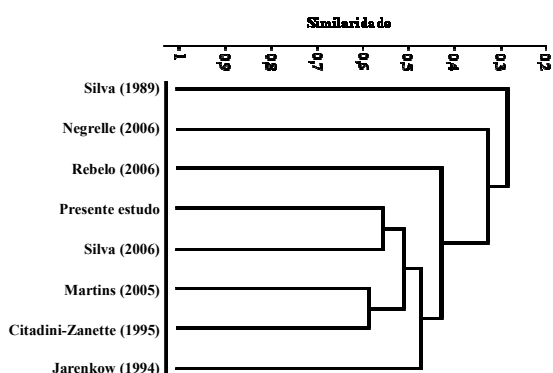 Similaridade
1 0,9 0,8 0,7 0,6 0,5 0,4 0,3 0,2
Silva (1989)
Negrelle (2006)
Rebelo (2006)
Presente estudo
Silva (2006)
Martins (2005)
Citadini-Zanette (1995)
Jarenkow (1994)